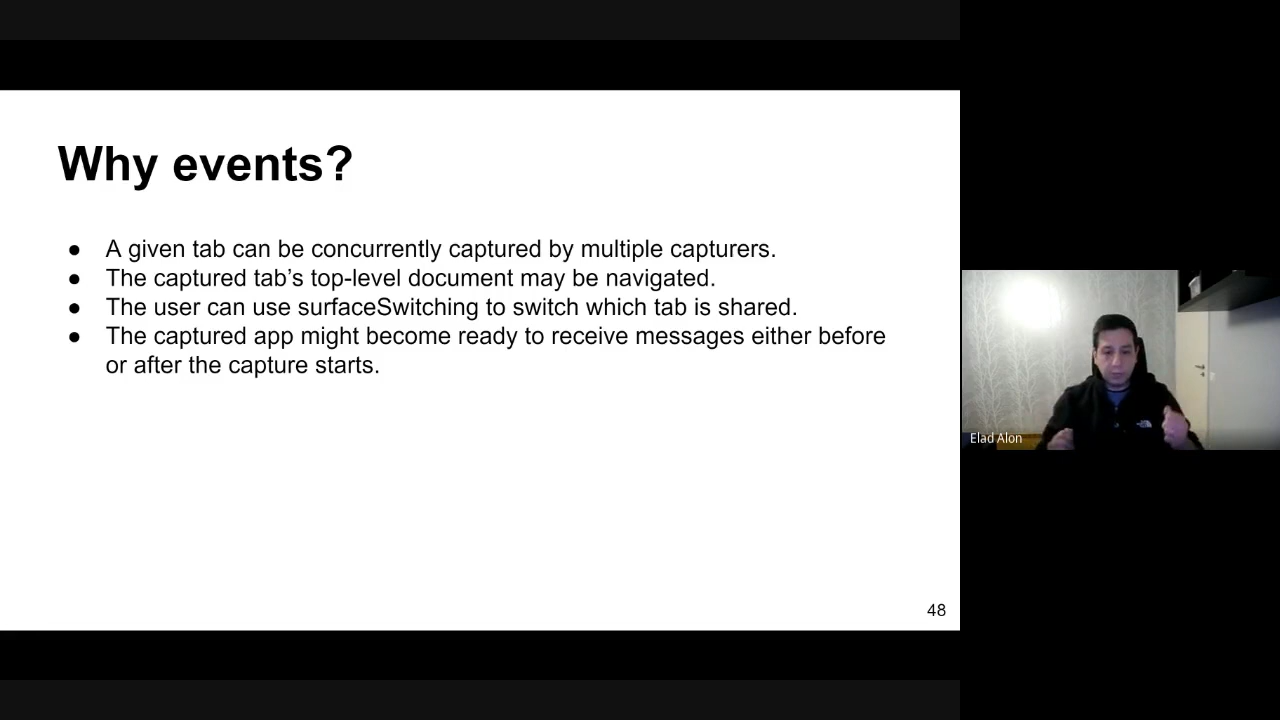 Why events?
● A given tab can be concurrently captured by multiple capturers.
● The captured tab’s top-level document may be navigated.
● The user can use surfaceSwitching to switch which tab is shared.
● The captured app might become ready to receive messages either before
or after the capture starts.
48
Elad Alon